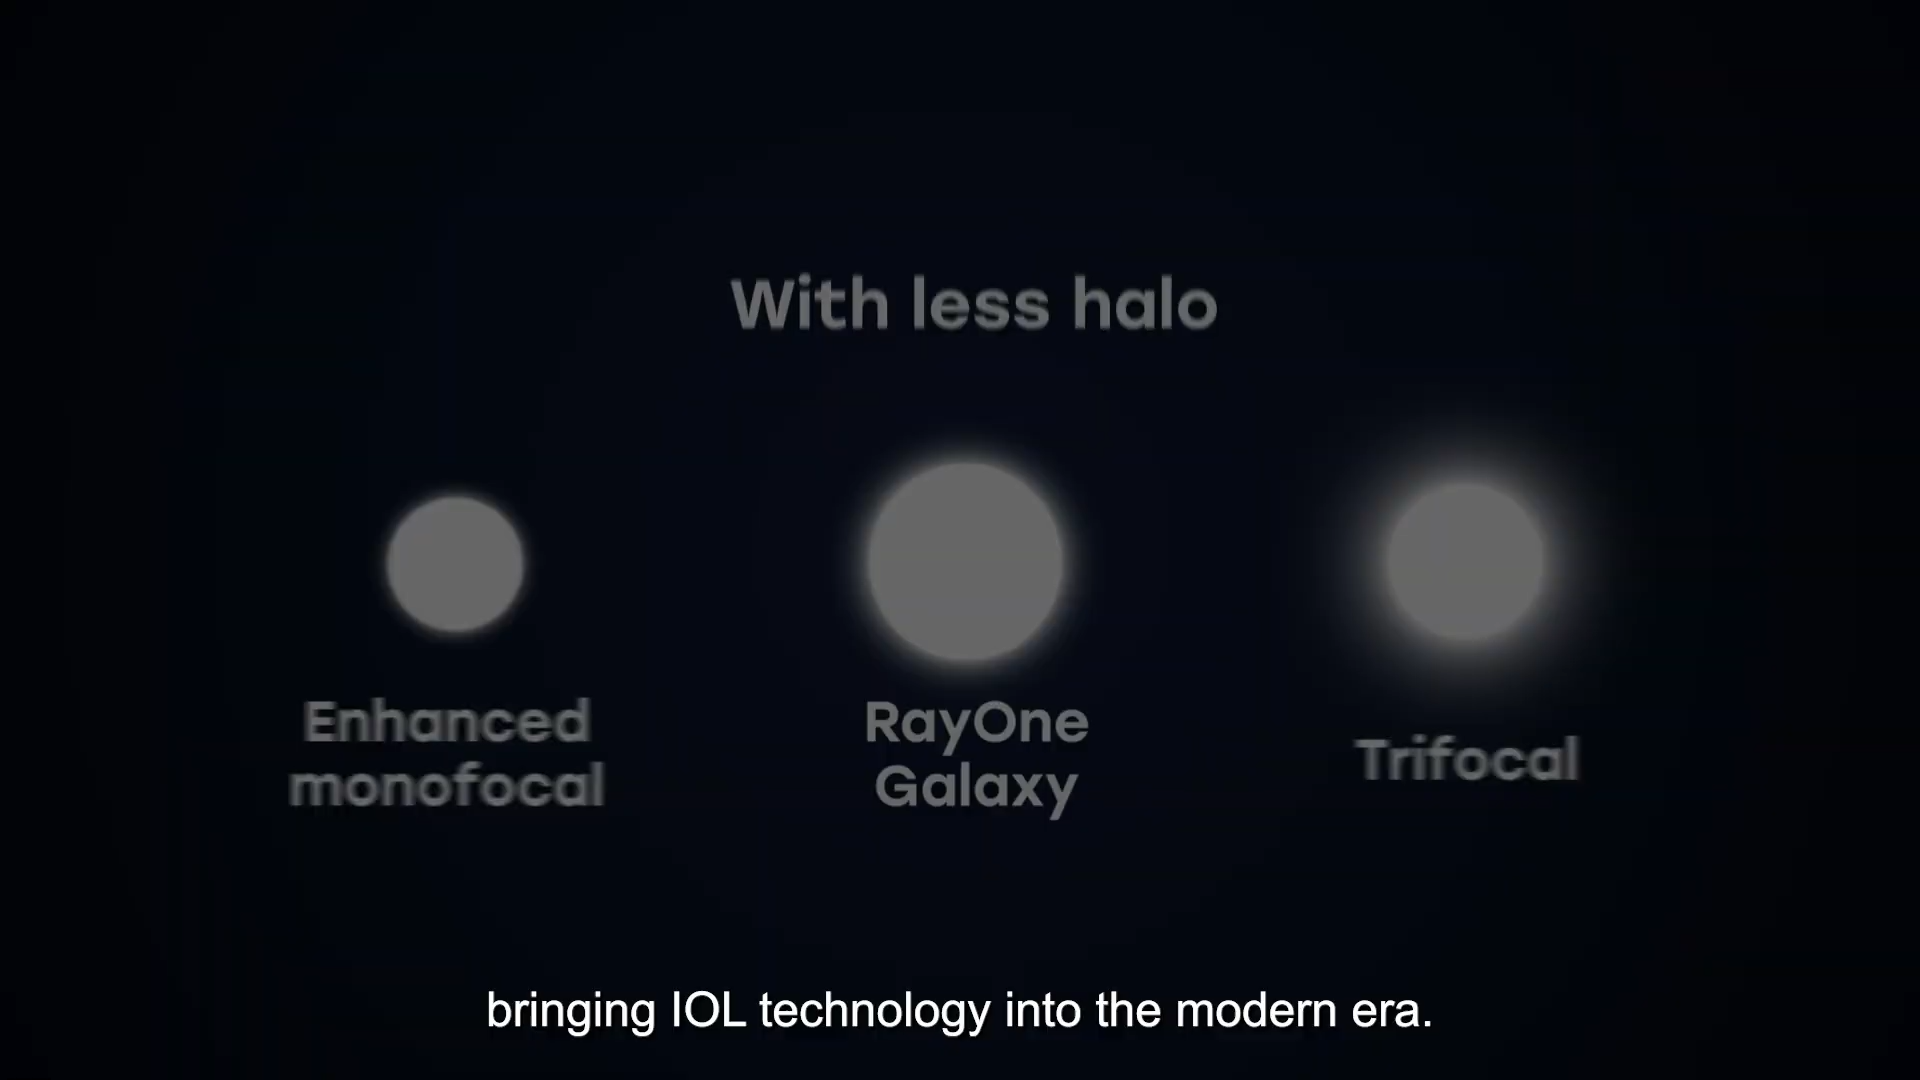 With less halo
Enhanced
monofocal
RayOne
Galaxy
Trifocal
bringing IOL technology into the modern era.